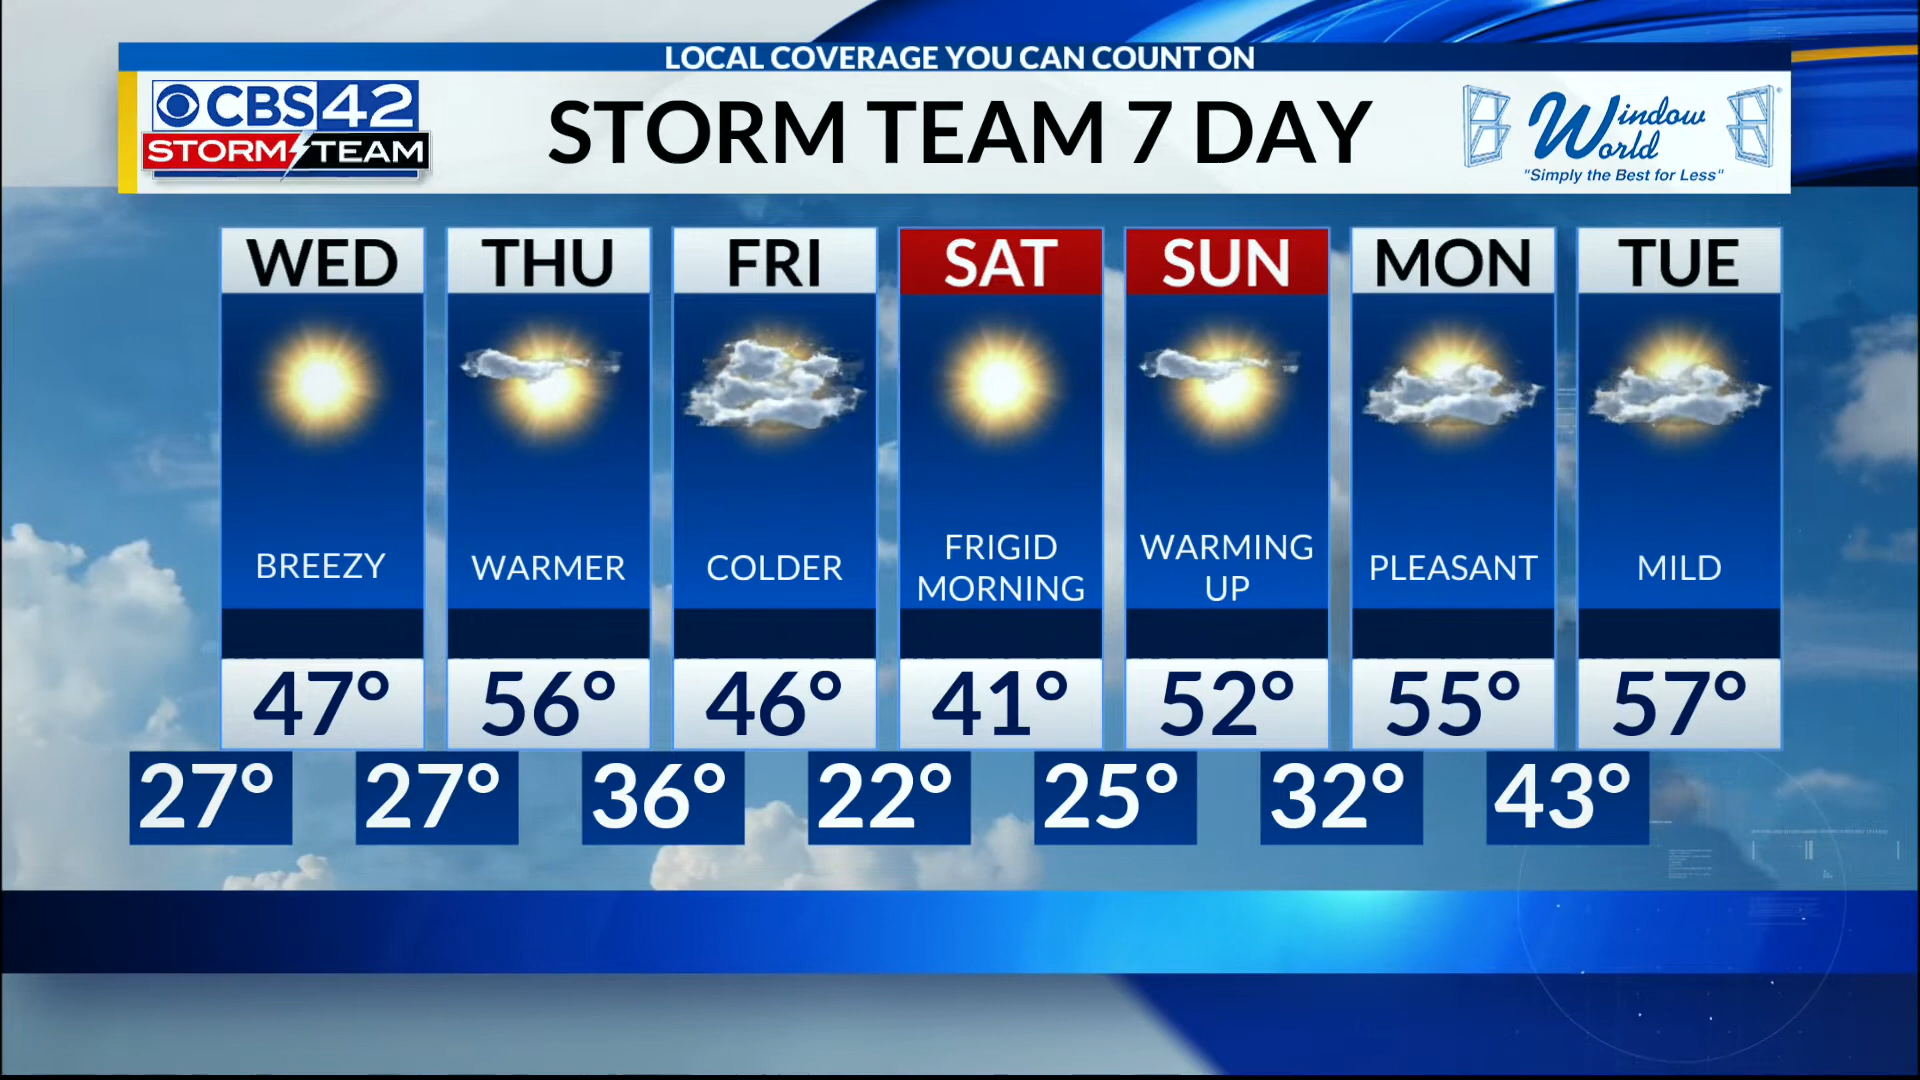 LOCAL COVERAGE YOU CAN COUNT ON
CBS 42
STORM TEAM
STORM TEAM 7 DAY
Window World
"Simply the Best for Less"
WED THU FRI SAT SUN MON TUE
BREEZY WARMER COLDER FRIGID MORNING WARMING UP PLEASANT MILD
47° 56° 46° 41° 52° 55° 57°
27° 27° 36° 22° 25° 32° 43°